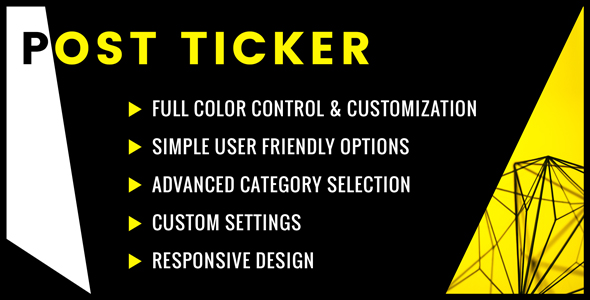 POST TICKER
FULL COLOR CONTROL & CUSTOMIZATION
SIMPLE USER FRIENDLY OPTIONS
ADVANCED CATEGORY SELECTION
CUSTOM SETTINGS
RESPONSIVE DESIGN